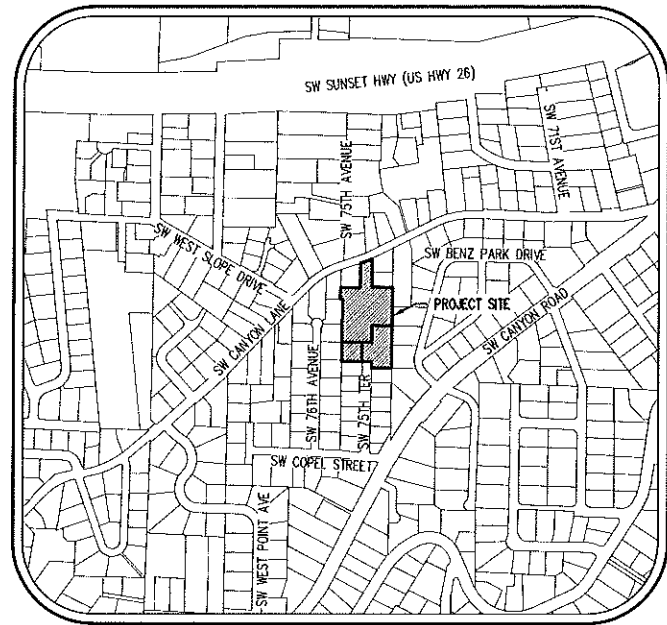 SW SUNSET HWY (US HWY 26)
SW 71ST AVENUE
SW 75TH AVENUE
SW WEST SLOPE DRIVE
SW BENZ PARK DRIVE
PROJECT SITE
SW CANYON LANE
SW CANYON ROAD
SW 76TH AVENUE
SW 75TH TER
SW COPEL STREET
SW WEST POINT AVE